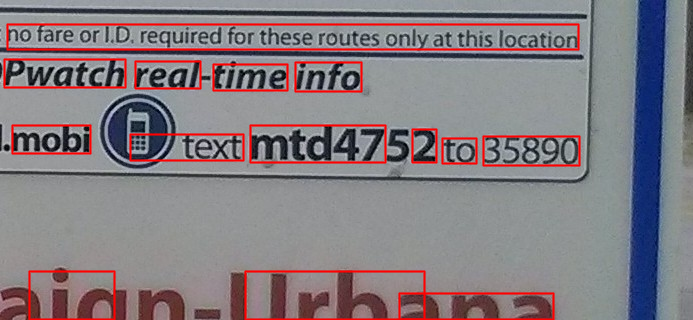 no fare or I.D. required for these routes only at this location
Pwatch real-time info
.mobi text mtd4752 to 35890
aign-Urbana